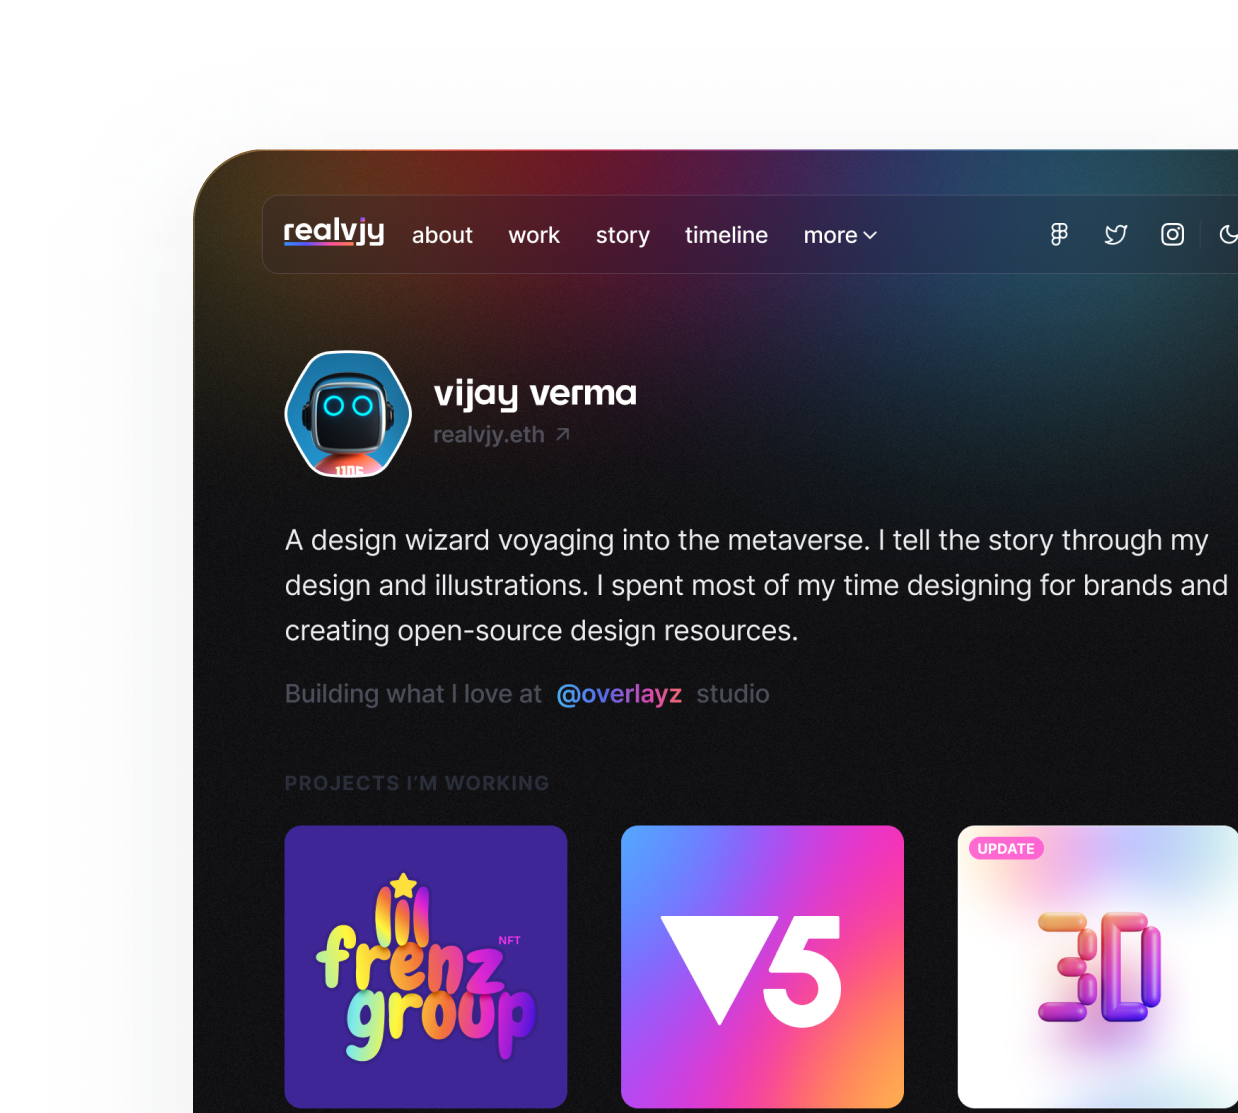 realvjy about work story timeline more
vijay verma
realvjy.eth
1106
A design wizard voyaging into the metaverse. I tell the story through my
design and illustrations. I spent most of my time designing for brands and
creating open-source design resources.
Building what I love at @overlayz studio
PROJECTS I’M WORKING
lil
frenz
NFT
group
V5
UPDATE
3D